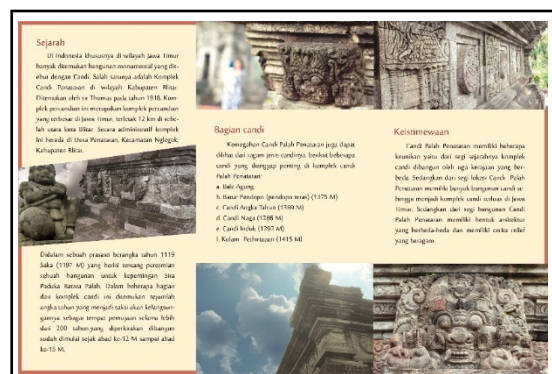 Sejarah
Di Indonesia khususnya di wilayah Jawa Timur
banyak ditemukan bangunan monumental yang dis-
ebut dengan Candi. Salah satunya adalah Komplek
Candi Penataran di wilayah Kabupaten Blitar.
Ditemukan oleh sir Thomas pada tahun 1918. Kom-
plek percandian ini merupakan komplek percandian
yang terbesar di Jawa Timur, terletak 12 km di sebe-
lah utara kota Blitar. Secara administratif komplek
ini berada di Desa Penataran, Kecamatan Nglegok,
Kabupaten Blitar.
Didalam sebuah prasasti berangka tahun 1119
Saka (1197 M) yang berisi tentang peresmian
sebuah bangunan untuk kepentingan Sira
Paduka Batara Palah. Dalam beberapa bagian
dari komplek candi ini ditemukan sejumlah
angka tahun yang menjadi saksi akan kelangsun-
gannya sebagai tempat pemujaan selama lebih
dari 200 tahun yang diperkirakan dibangun
sudah dimulai sejak abad ke-12 M sampai abad
ke-15 M.
Bagian candi
Kemegahan Candi Palah Penataran juga dapat
dilihat dari ragam jenis candinya, berikut beberapa
candi yang dianggap penting di komplek candi
Palah Penataran:
a. Bale Agung
b. Batur Pendopo (pendopo teras) (1375 M)
c. Candi Angka Tahun (1369 M)
d. Candi Naga (1286 M)
e. Candi Induk (1292 M)
f. Kolam Petirtaan (1415 M)
Keistimewaan
Candi Palah Penataran memiliki beberapa
keunikan yaitu dari segi sejarahnya komplek
candi dibangun oleh tiga kerajaan yang ber-
beda. Sedangkan dari segi lokasi Candi Palah
Penataran memiliki banyak bangunan candi se-
hingga menjadi komplek candi terluas di Jawa
Timur. Sedangkan dari segi bangunan Candi
Palah Penataran memiliki bentuk arsitektur
yang berbeda-beda dan memiliki cerita relief
yang beragam.